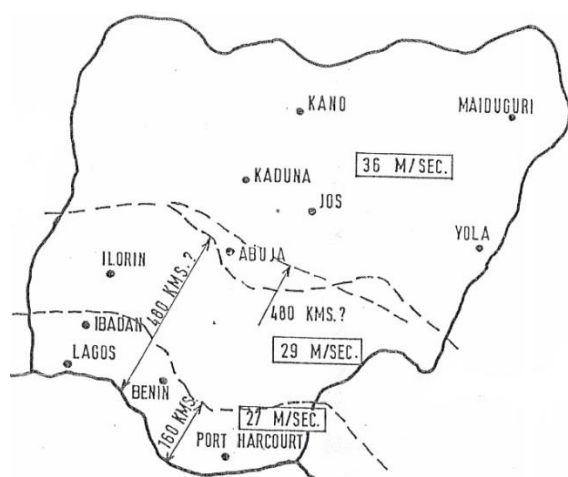 KANO
MAIDUGURI
36 M/SEC.
KADUNA
JOS
YOLA
ABUJA
ILORIN
480 KMS.?
480 KMS.?
IBADAN
29 M/SEC.
LAGOS
BENIN
27 M/SEC.
160 KMS.
PORT HARCOURT